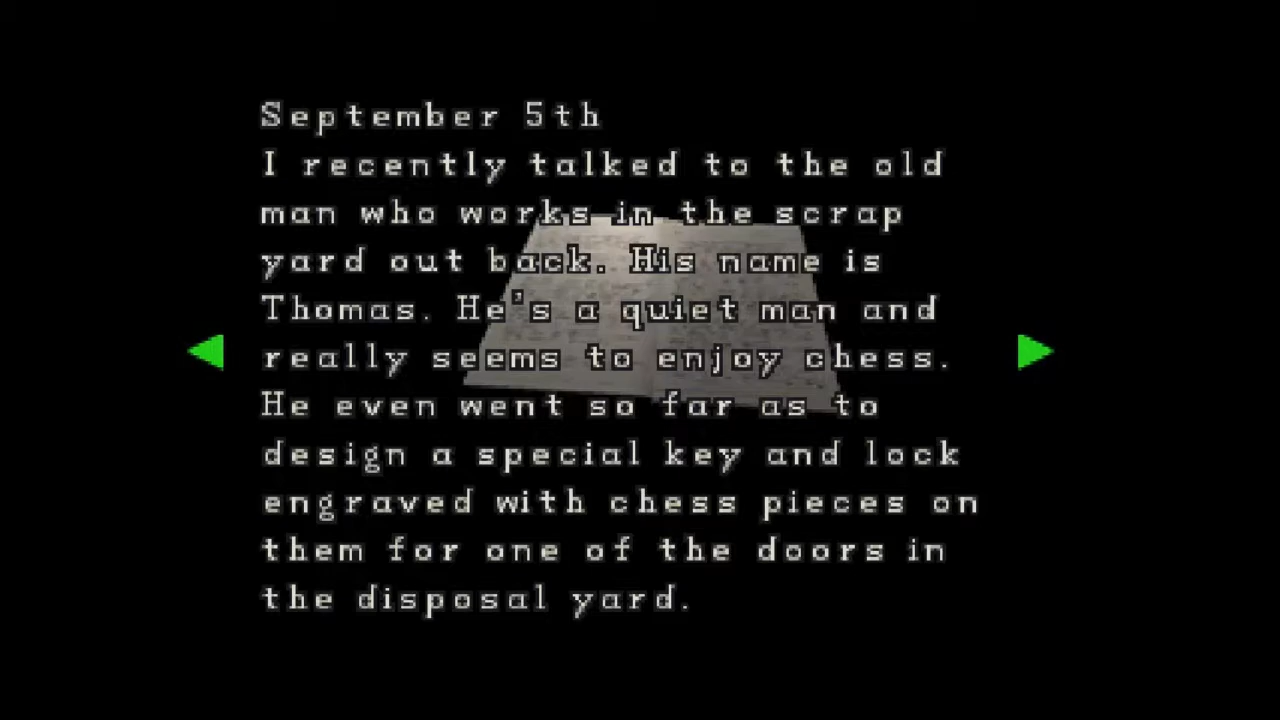 September 5th
I recently talked to the old
man who works in the scrap
yard out back. His name is
Thomas. He's a quiet man and
really seems to enjoy chess.
He even went so far as to
design a special key and lock
engraved with chess pieces on
them for one of the doors in
the disposal yard.